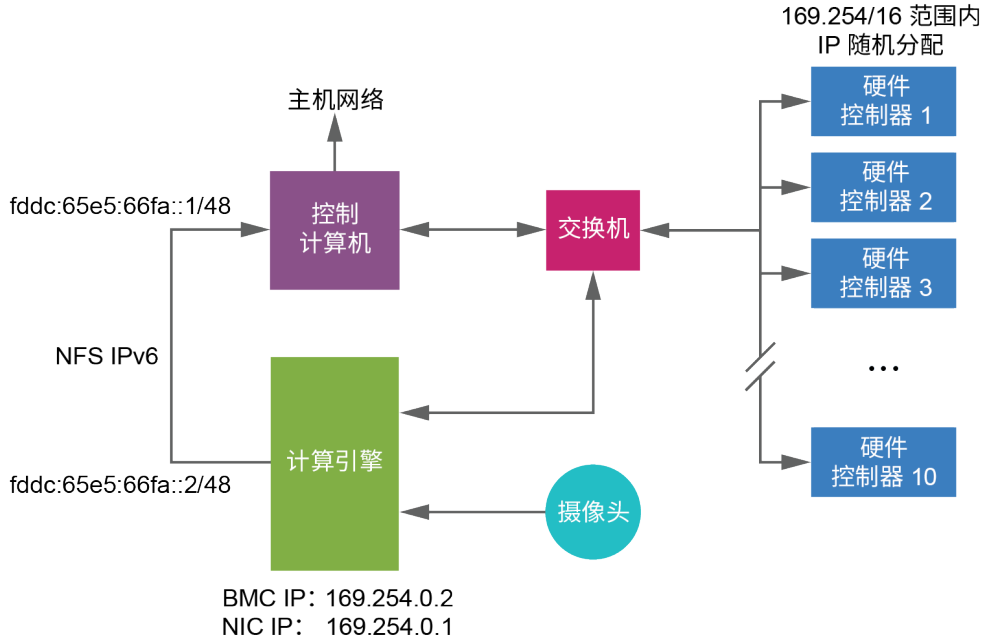 169.254/16 范围内
IP 随机分配
硬件
控制器 1
主机网络
硬件
控制器 2
fddc:65e5:66fa::1/48
控制
计算机
交换机
硬件
控制器 3
NFS IPv6
...
计算引擎
硬件
控制器 10
fddc:65e5:66fa::2/48
摄像头
BMC IP： 169.254.0.2
NIC IP： 169.254.0.1